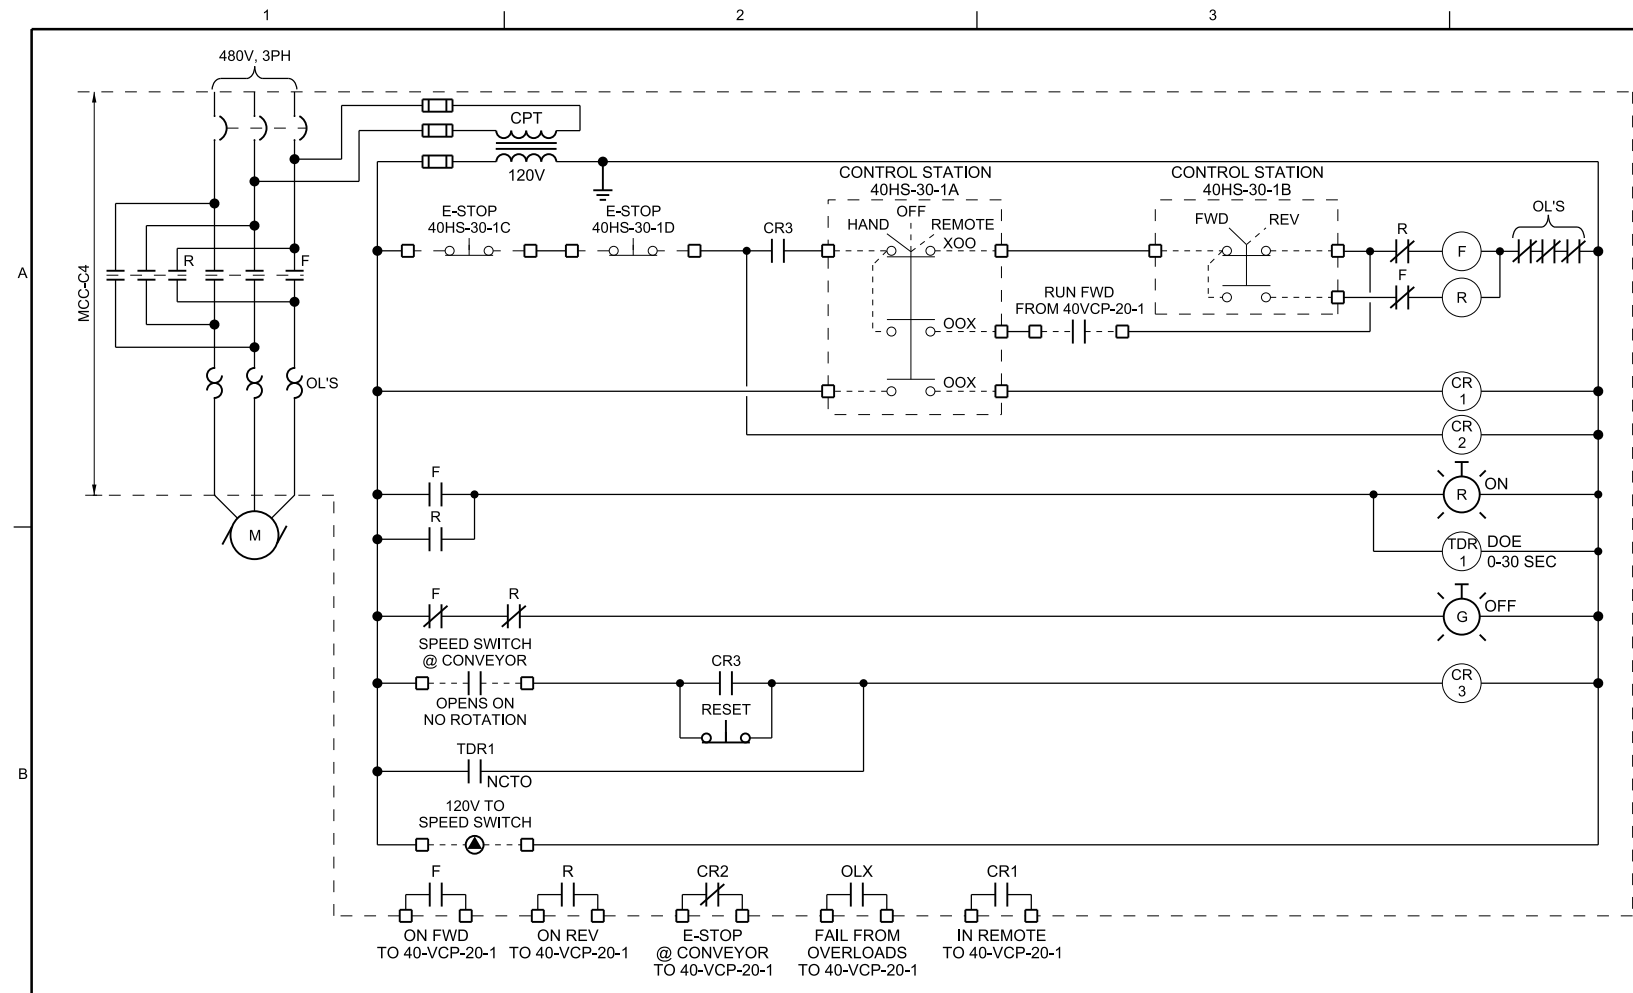 1
2
3
480V, 3PH
CPT
120V
CONTROL STATION
40HS-30-1A
OFF
HAND
REMOTE
XOO
CONTROL STATION
40HS-30-1B
FWD
REV
E-STOP
40HS-30-1C
E-STOP
40HS-30-1D
CR3
R
F
OL'S
A
MCC-C4
R
F
F
R
RUN FWD
FROM 40VCP-20-1
OOX
OL'S
OOX
CR
1
CR
2
F
R
ON
R
M
TDR
1
DOE
0-30 SEC
F
R
G
OFF
SPEED SWITCH
@ CONVEYOR
OPENS ON
NO ROTATION
CR3
RESET
CR
3
B
TDR1
NCTO
120V TO
SPEED SWITCH
F
ON FWD
TO 40-VCP-20-1
R
ON REV
TO 40-VCP-20-1
CR2
E-STOP
@ CONVEYOR
TO 40-VCP-20-1
OLX
FAIL FROM
OVERLOADS
TO 40-VCP-20-1
CR1
IN REMOTE
TO 40-VCP-20-1